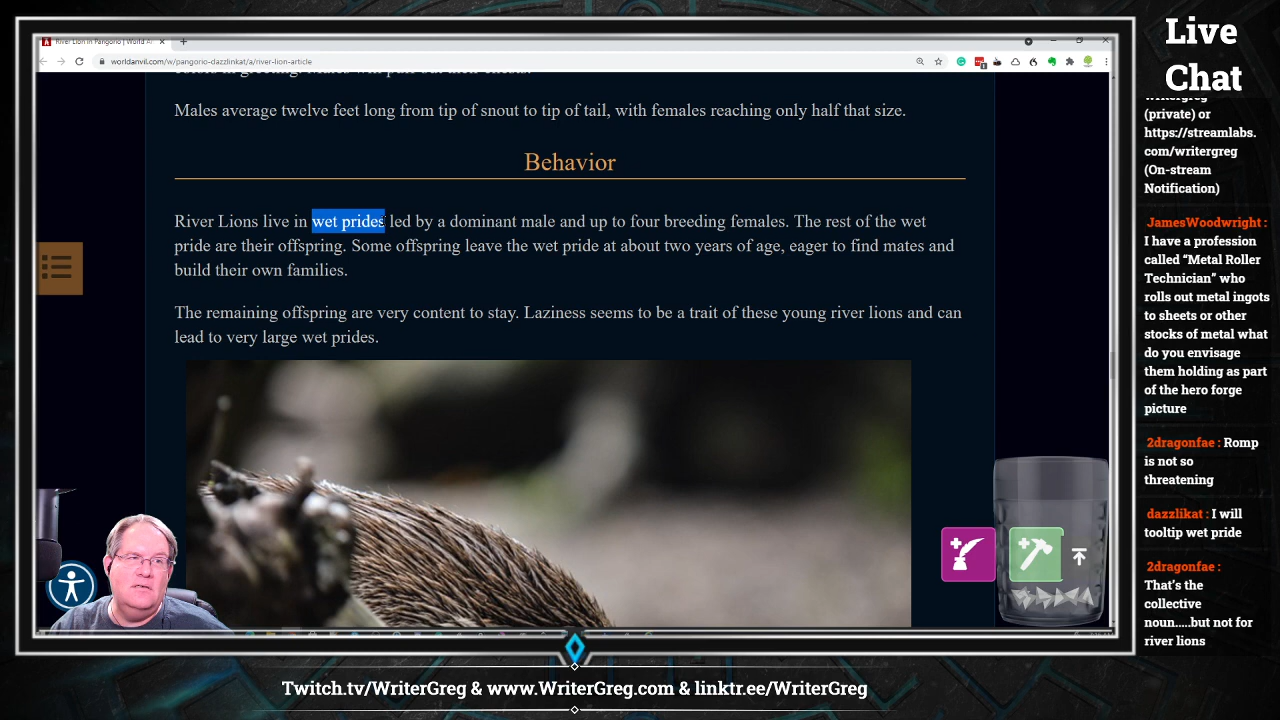 River Lion in Pangorio | World A
worldanvil.com/w/pangorio-dazzlinkat/a/river-lion-article
Males average twelve feet long from tip of snout to tip of tail, with females reaching only half that size.
Behavior
River Lions live in wet prides led by a dominant male and up to four breeding females. The rest of the wet
pride are their offspring. Some offspring leave the wet pride at about two years of age, eager to find mates and
build their own families.
The remaining offspring are very content to stay. Laziness seems to be a trait of these young river lions and can
lead to very large wet prides.
Live
Chat
writergreg
(private) or
https://streamlabs.
com/writergreg
(On-stream
Notification)
JamesWoodwright :
I have a profession
called “Metal Roller
Technician” who
rolls out metal ingots
to sheets or other
stocks of metal what
do you envisage
them holding as part
of the hero forge
picture
2dragonfae : Romp
is not so
threatening
dazzlikat : I will
tooltip wet pride
2dragonfae :
That’s the
collective
noun.....but not for
river lions
Twitch.tv/WriterGreg & www.WriterGreg.com & linktr.ee/WriterGreg